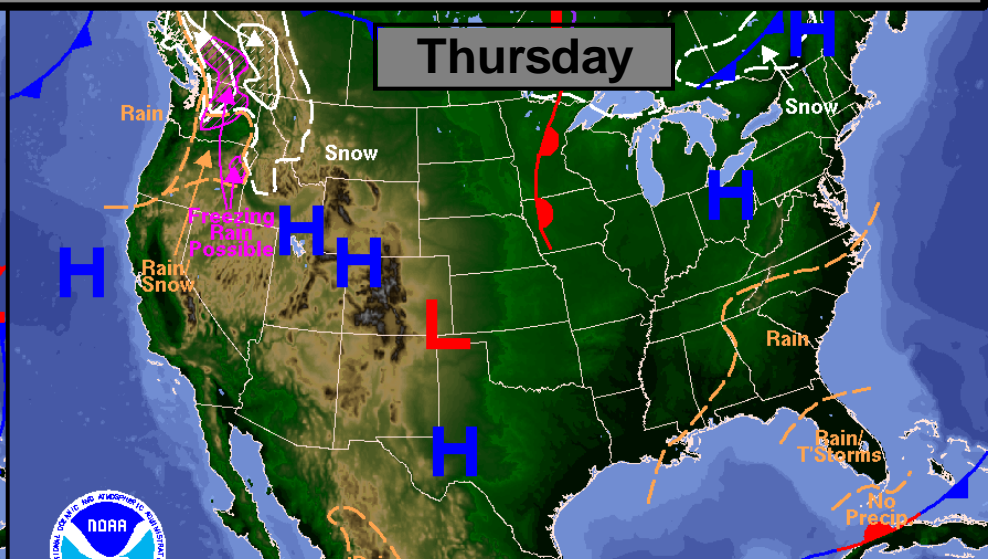 Thursday
H
Snow
Rain
Snow
H
Freezing
Rain
Possible
H
H
H
Rain/
Snow
L
Rain
H
Rain/
T'Storms
No
Precip
NOAA